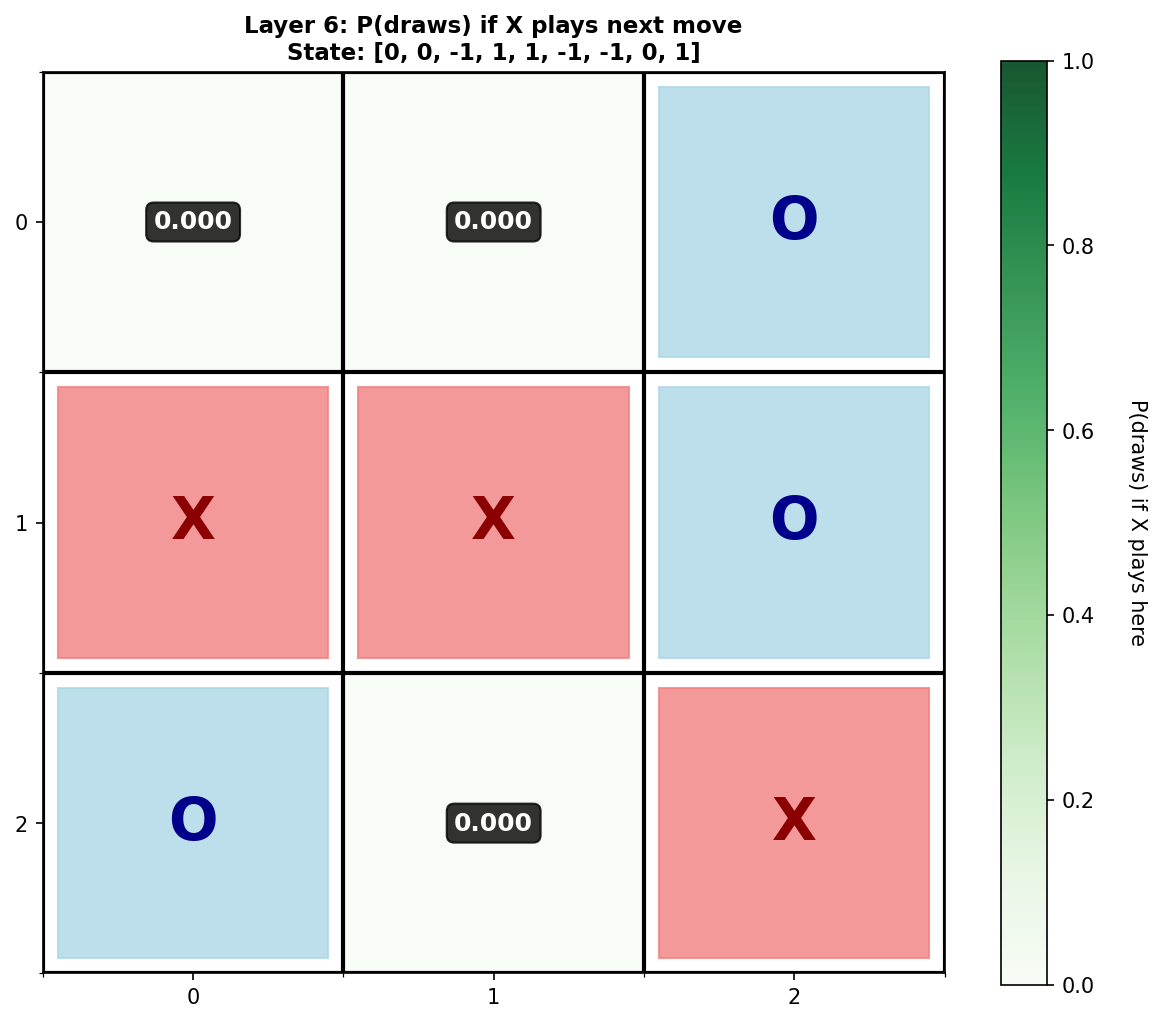 Layer 6: P(draws) if X plays next move
State: [0, 0, -1, 1, 1, -1, -1, 0, 1]
0
0.000
0.000
O
1
X
X
O
2
O
0.000
X
0
1
2
1.0
0.8
0.6
0.4
0.2
0.0
P(draws) if X plays here